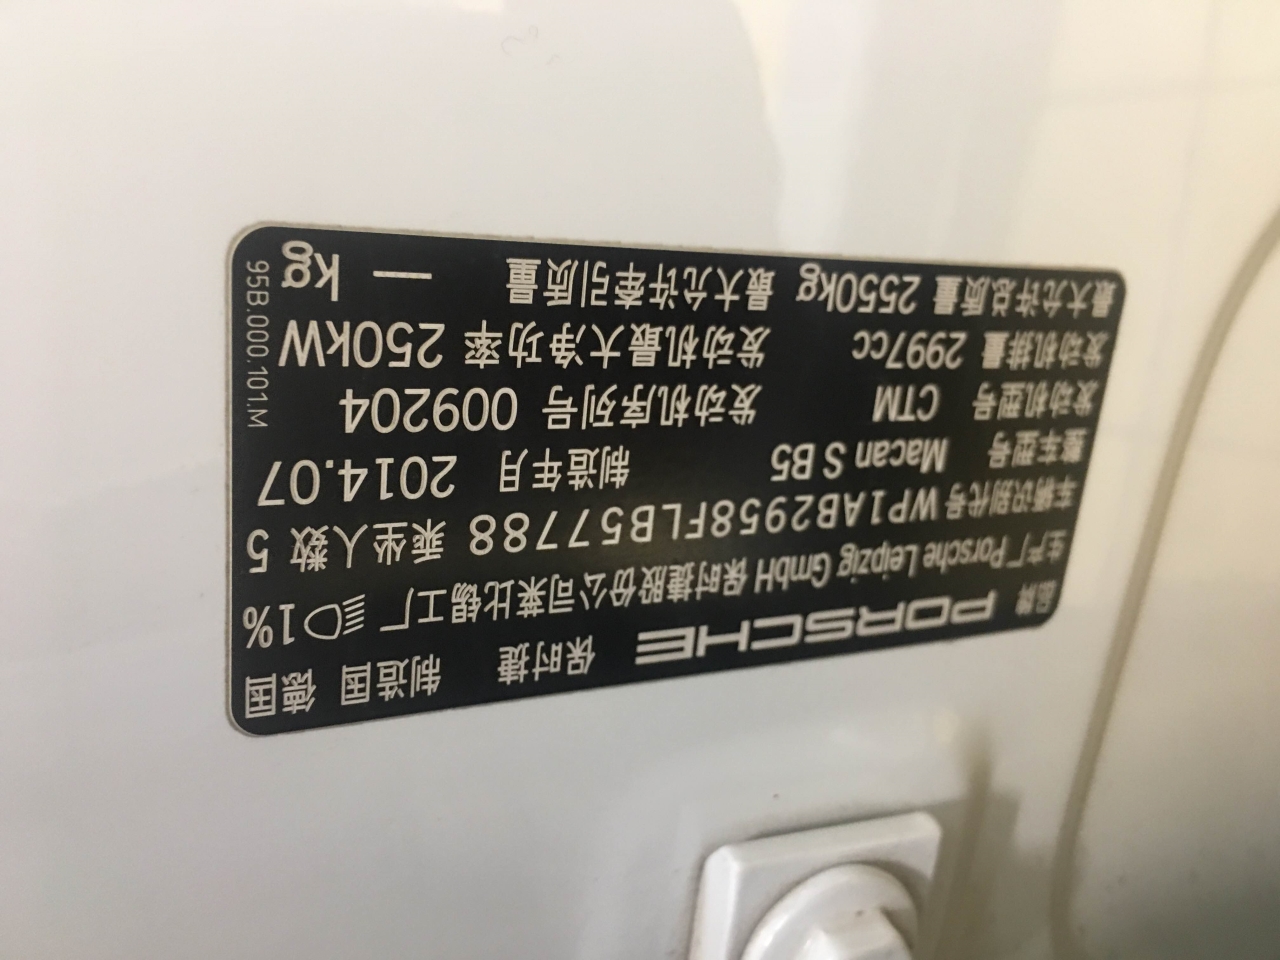 品牌 PORSCHE 保时捷 制造国 德国
生产厂 Porsche Leipzig GmbH 保时捷股份公司莱比锡工厂 1%
车辆识别代号 WP1AB2958FLB57788 乘坐人数 5
整车型号 Macan S B5 制造年月 2014.07
发动机型号 CTM 发动机序列号 009204
发动机排量 2997cc 发动机最大净功率 250kW
最大允许总质量 2550kg 最大允许牵引质量 — kg
95B.000.101.M